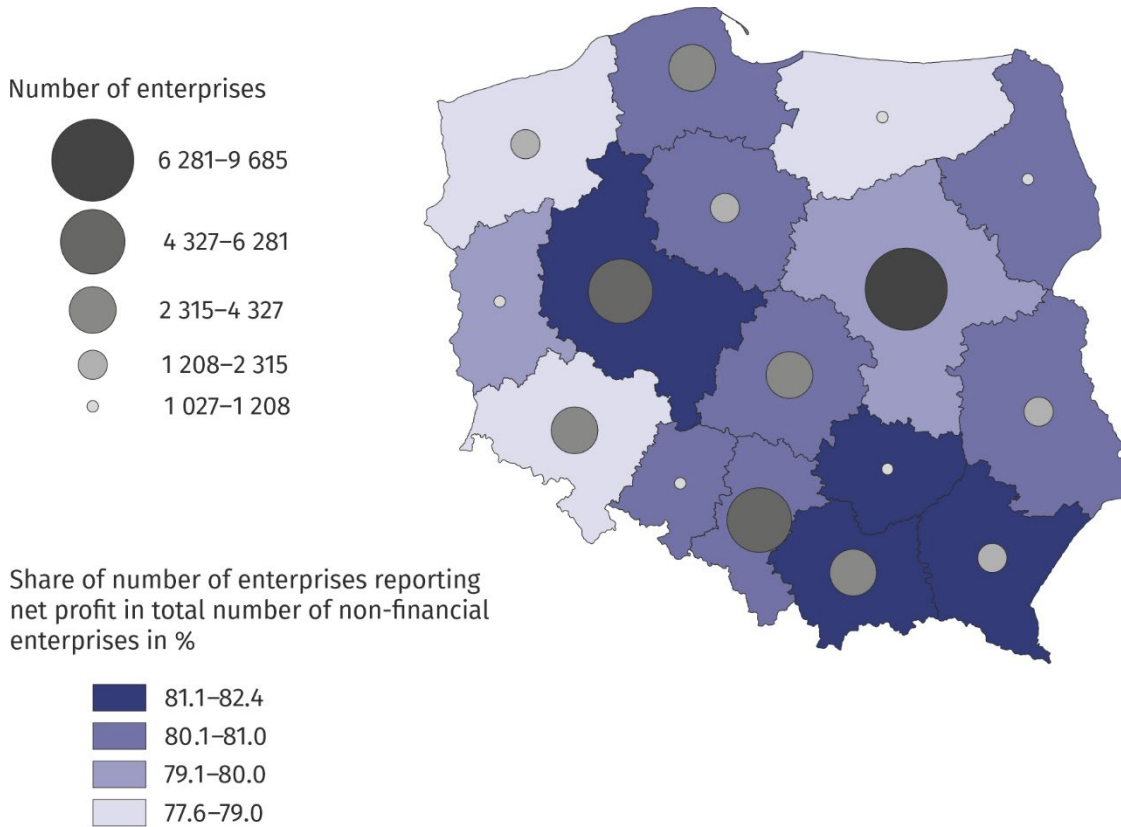 Number of enterprises
6 281–9 685
4 327–6 281
2 315–4 327
1 208–2 315
1 027–1 208
Share of number of enterprises reporting
net profit in total number of non-financial
enterprises in %
81.1–82.4
80.1–81.0
79.1–80.0
77.6–79.0